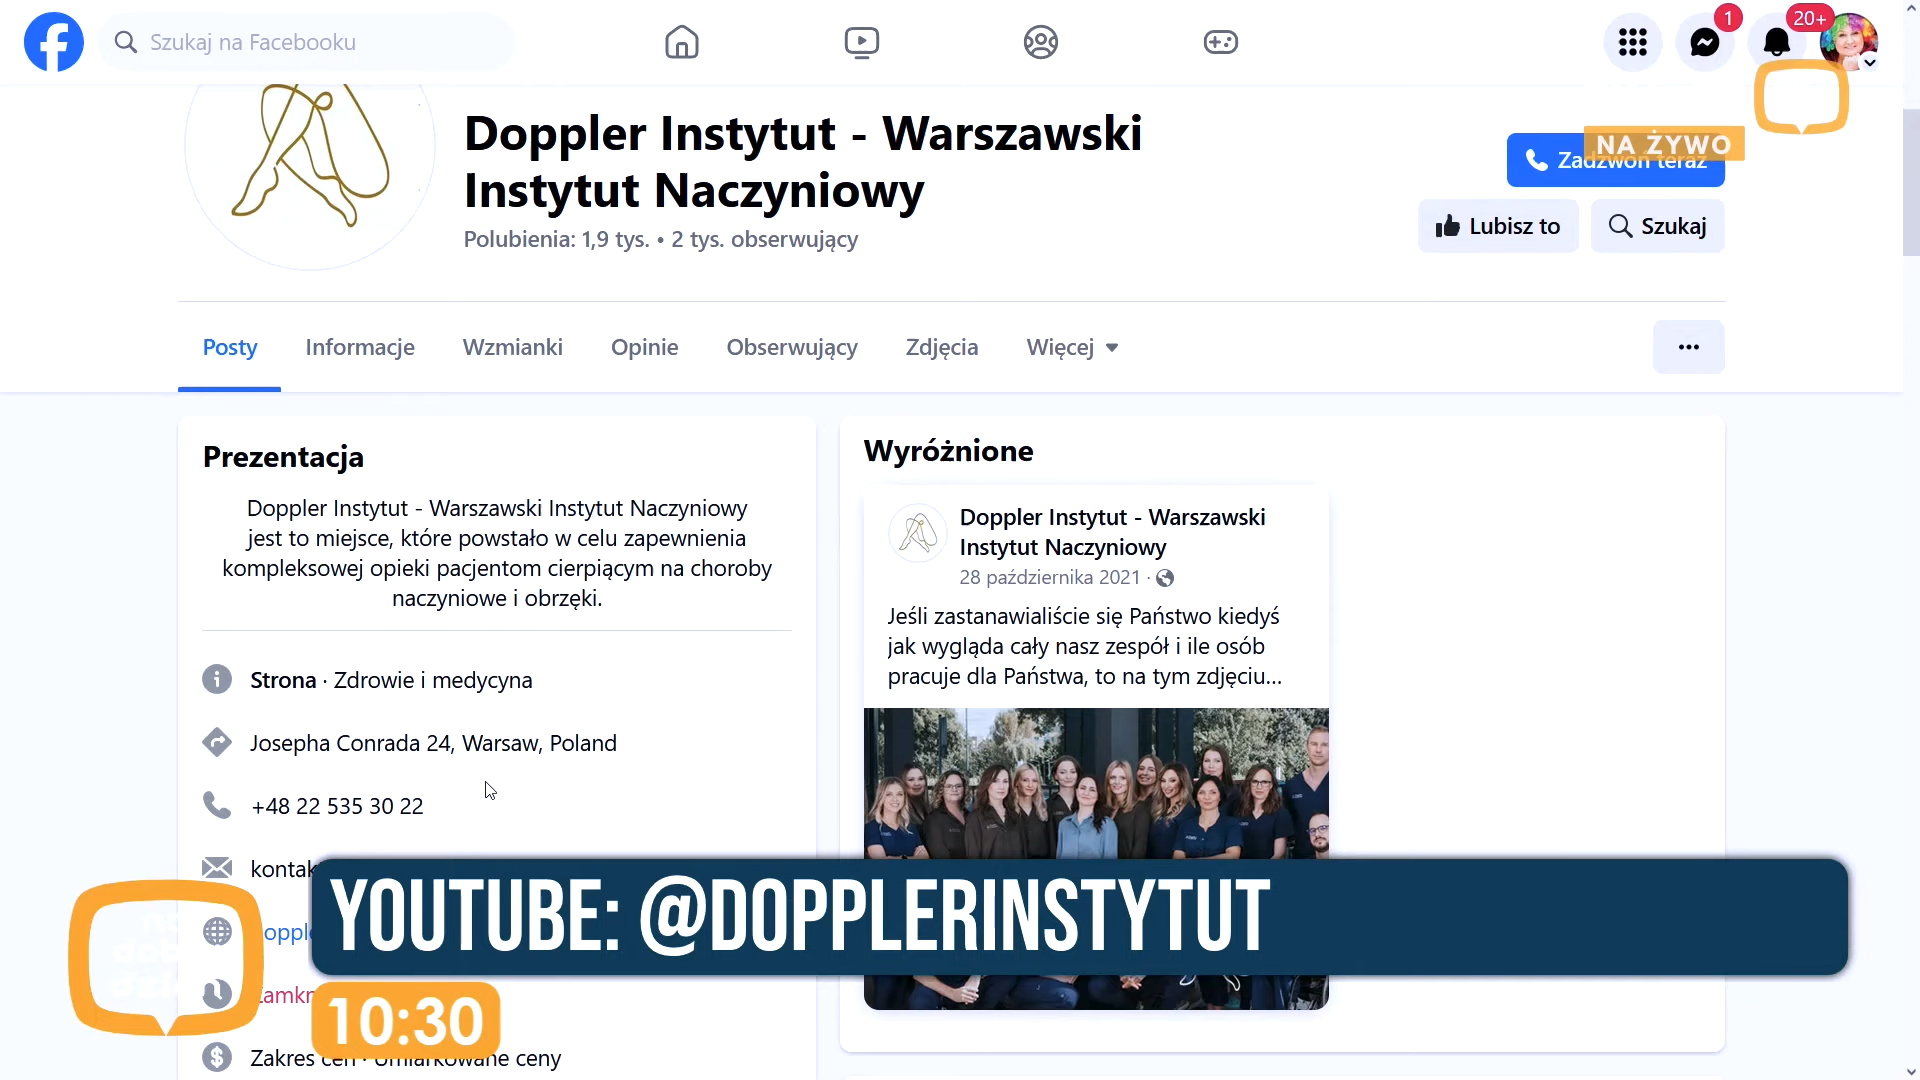 Szukaj na Facebooku
1
20+
Doppler Instytut - Warszawski
Instytut Naczyniowy
Polubienia: 1,9 tys. • 2 tys. obserwujący
NA ŻYWO
Zadzwoń teraz
Lubisz to
Szukaj
Posty
Informacje
Wzmianki
Opinie
Obserwujący
Zdjęcia
Więcej
Prezentacja
Doppler Instytut - Warszawski Instytut Naczyniowy
jest to miejsce, które powstało w celu zapewnienia
kompleksowej opieki pacjentom cierpiącym na choroby
naczyniowe i obrzęki.
Strona · Zdrowie i medycyna
Josepha Conrada 24, Warsaw, Poland
+48 22 535 30 22
Wyróżnione
Doppler Instytut - Warszawski
Instytut Naczyniowy
28 października 2021 ·
Jeśli zastanawialiście się Państwo kiedyś
jak wygląda cały nasz zespół i ile osób
pracuje dla Państwa, to na tym zdjęciu...
YOUTUBE: @DOPPLERINSTYTUT
10:30
Zakres cen · Umiarkowane ceny